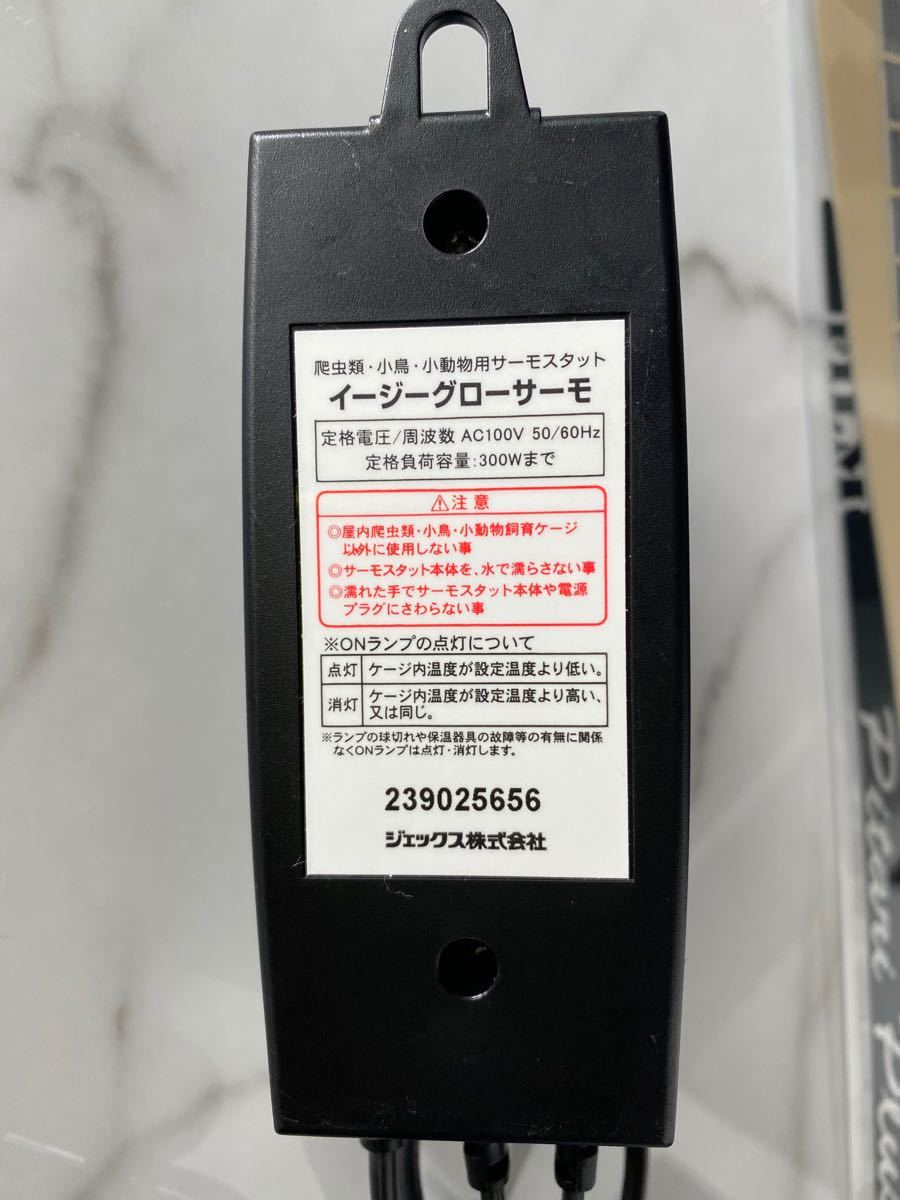 爬虫類・小鳥・小動物用サーモスタット
イージーグローサーモ
定格電圧/周波数 AC100V 50/60Hz
定格負荷容量:300Wまで
⚠注意
◎屋内爬虫類・小鳥・小動物飼育ケージ
以外に使用しない事
◎サーモスタット本体を、水で濡らさない事
◎濡れた手でサーモスタット本体や電源
プラグにさわらない事
※ONランプの点灯について
点灯 ケージ内温度が設定温度より低い。
消灯 ケージ内温度が設定温度より高い、
又は同じ。
※ランプの球切れや保温器具の故障等の有無に関係
なくONランプは点灯・消灯します。
239025656
ジェックス株式会社
Piccni